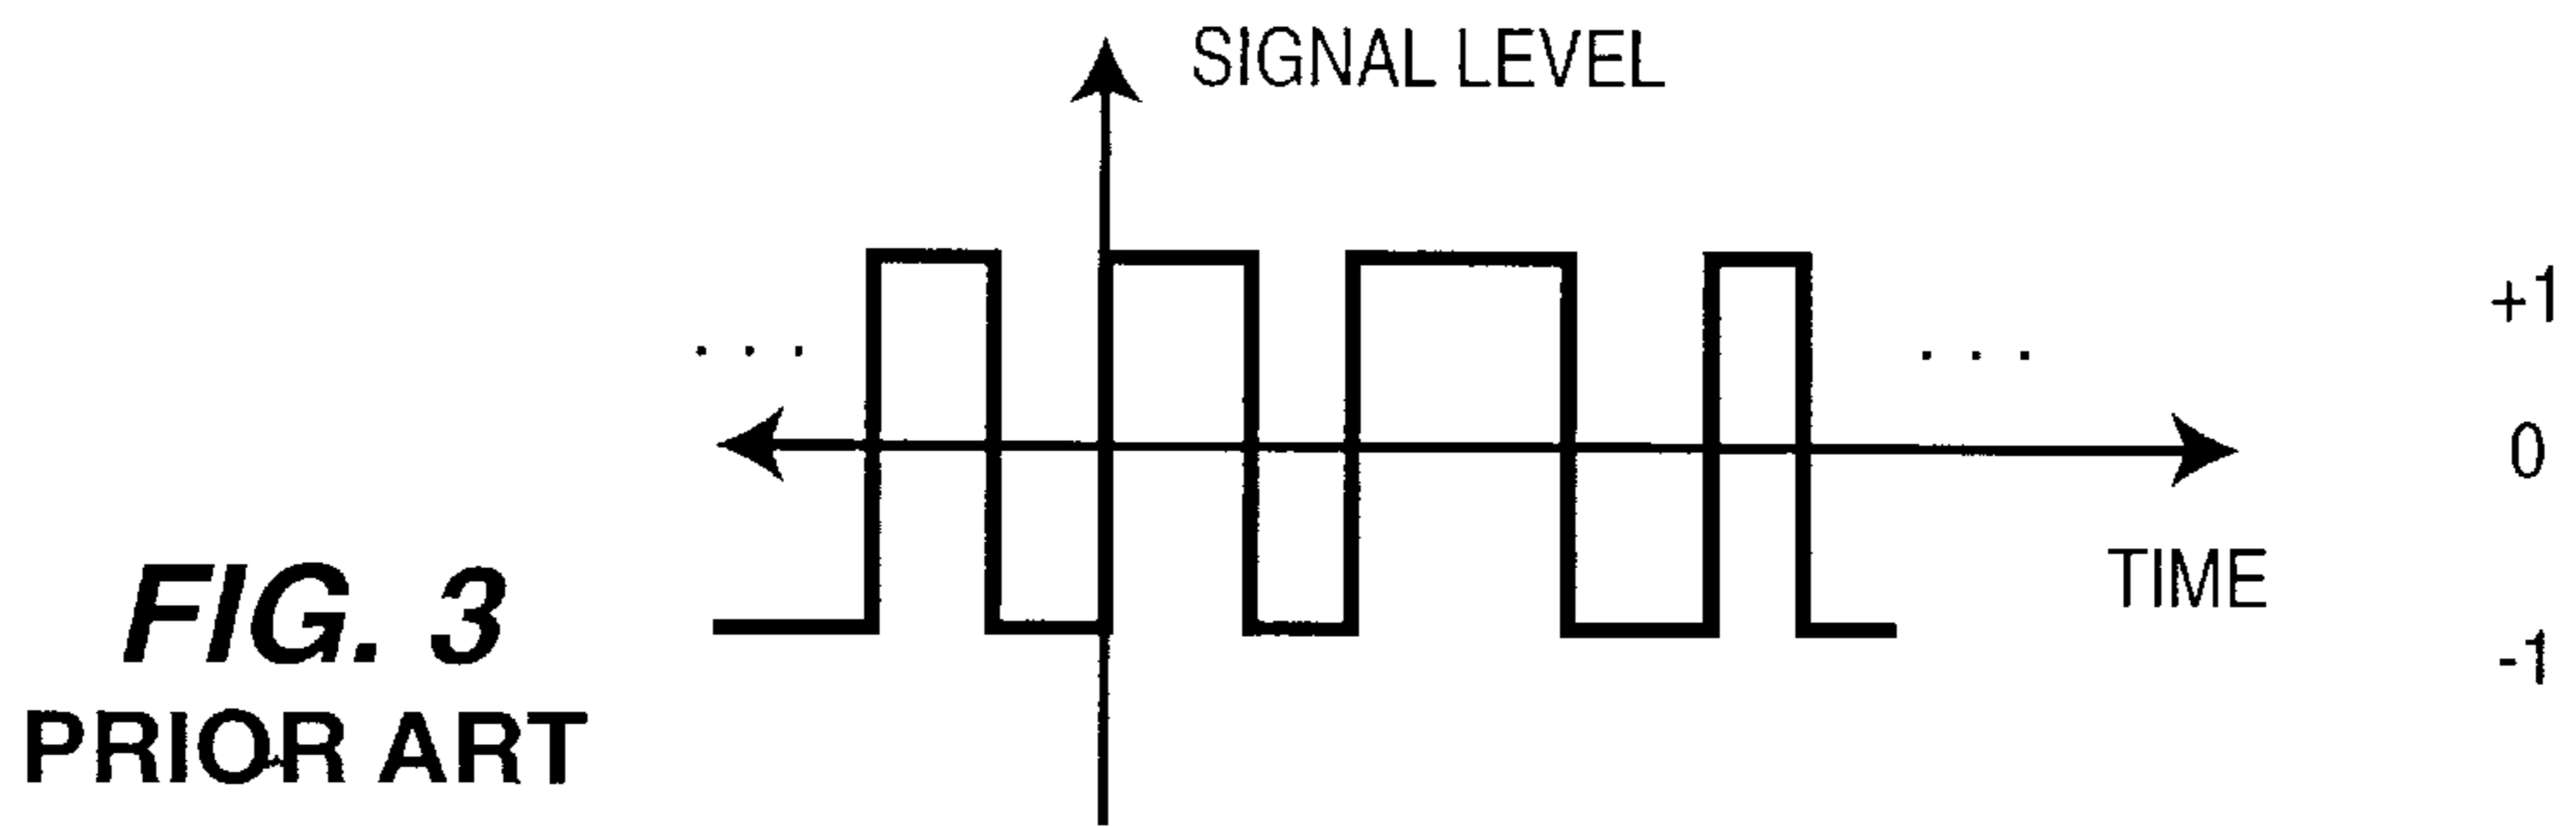 SIGNAL LEVEL
. . .
. . .
+1
0
TIME
-1
FIG. 3
PRIOR ART